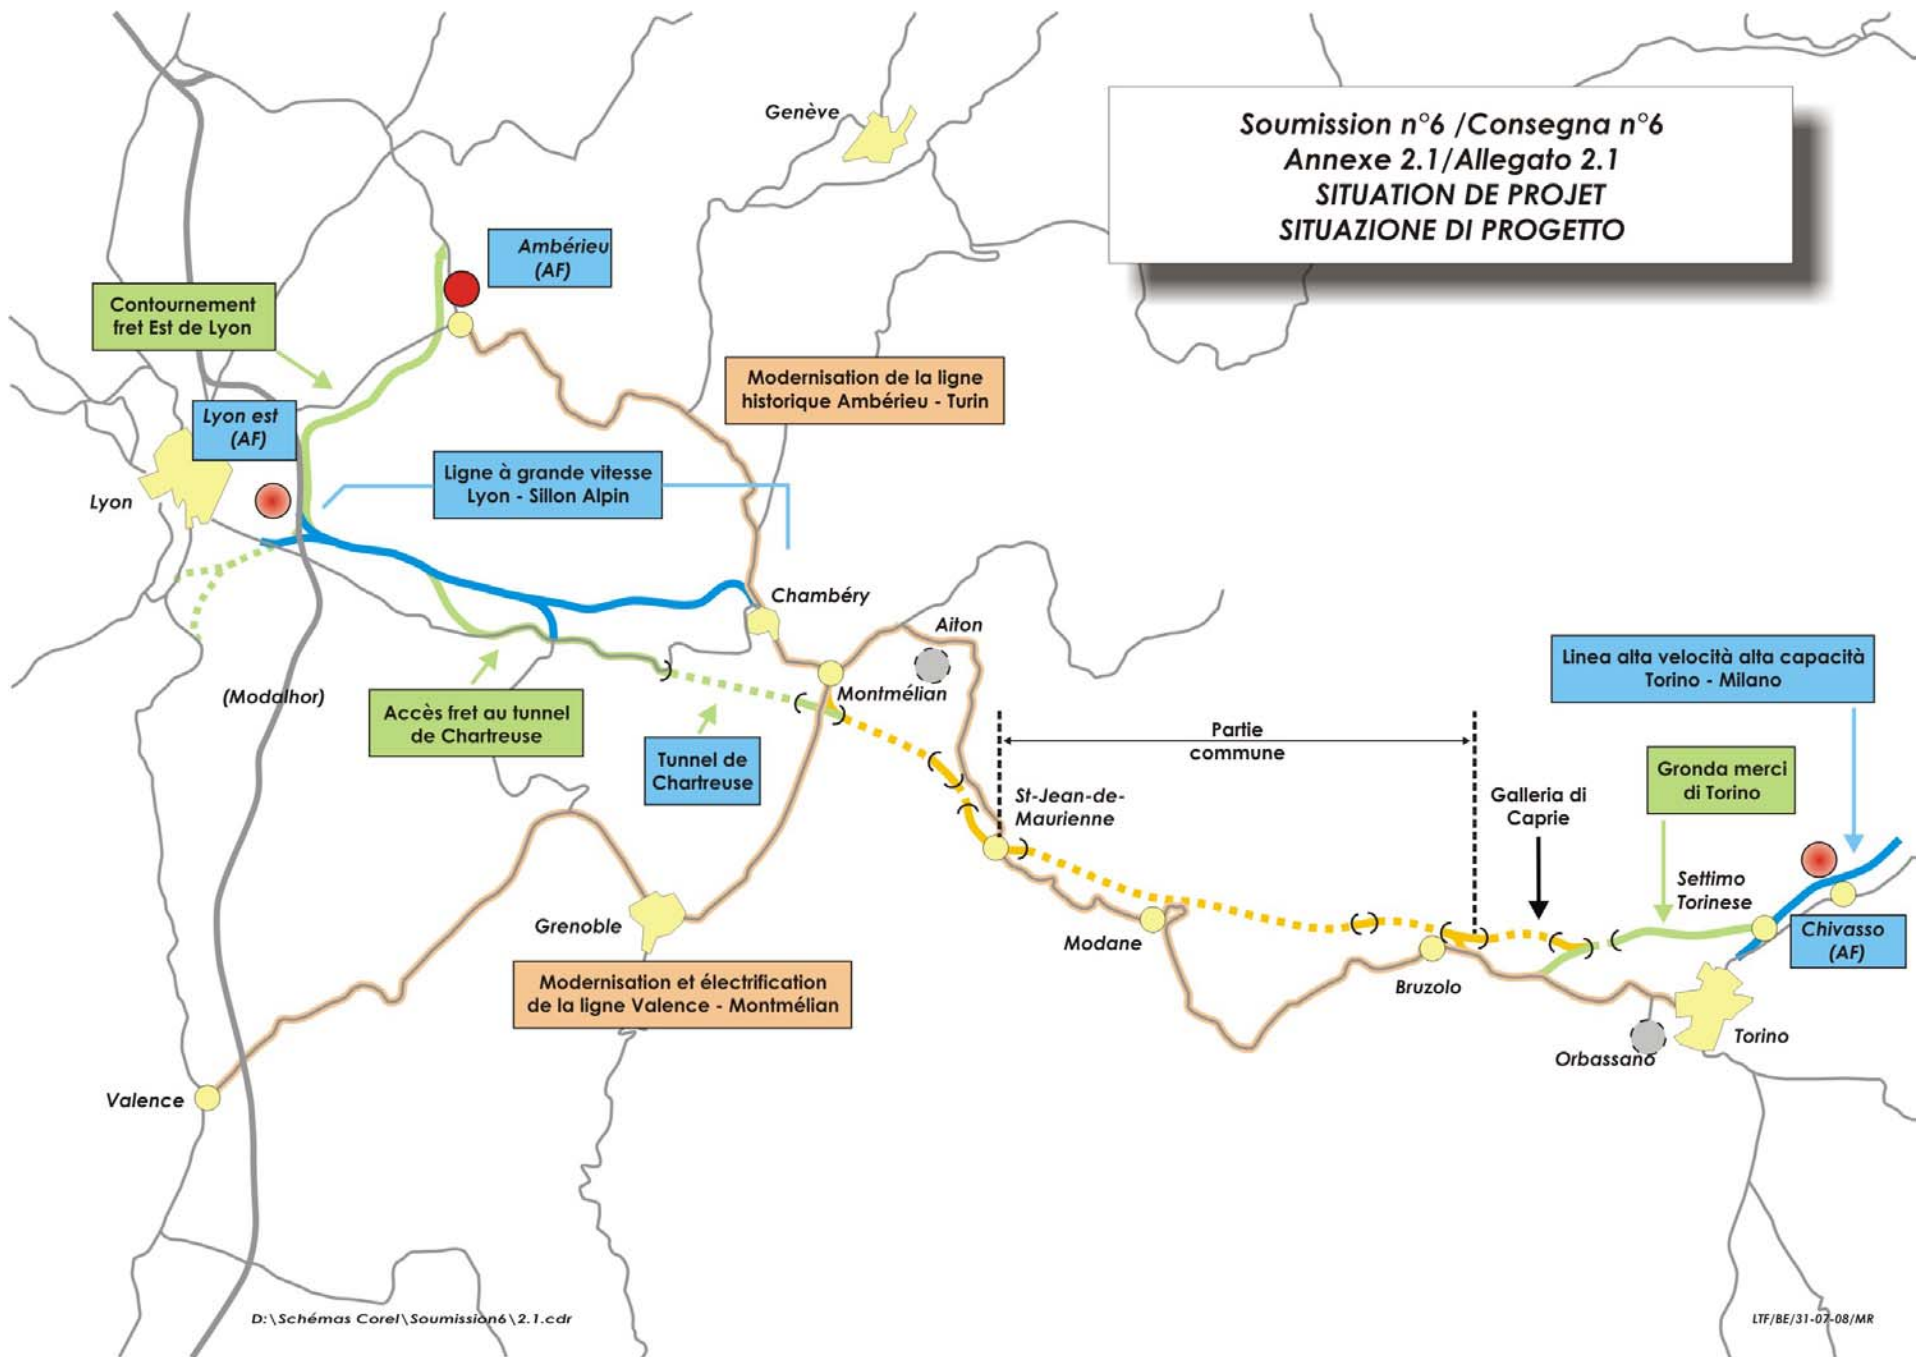 Soumission n°6 /Consegna n°6
Annexe 2.1/Allegato 2.1
SITUATION DE PROJET
SITUAZIONE DI PROGETTO
Genève
Ambérieu
(AF)
Contournement
fret Est de Lyon
Modernisation de la ligne
historique Ambérieu - Turin
Lyon est
(AF)
Ligne à grande vitesse
Lyon - Sillon Alpin
Lyon
Chambéry
Aiton
(Modalhor)
Montmélian
Accès fret au tunnel
de Chartreuse
Tunnel de
Chartreuse
Partie
commune
St-Jean-de-
Maurienne
Galleria di
Caprie
Linea alta velocità alta capacità
Torino - Milano
Gronda merci
di Torino
Settimo
Torinese
Chivasso
(AF)
Grenoble
Modane
Bruzolo
Modernisation et électrification
de la ligne Valence - Montmélian
Orbassano
Torino
Valence
D:\Schémas Corel\Soumission6\2.1.cdr
LTF/BE/31-07-08/MR